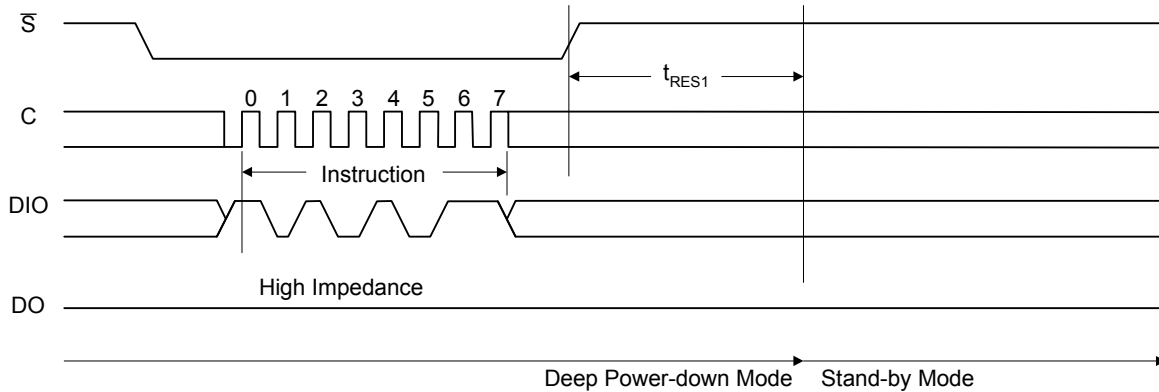 S̅
t_RES1
0 1 2 3 4 5 6 7
C
Instruction
DIO
High Impedance
DO
Deep Power-down Mode Stand-by Mode